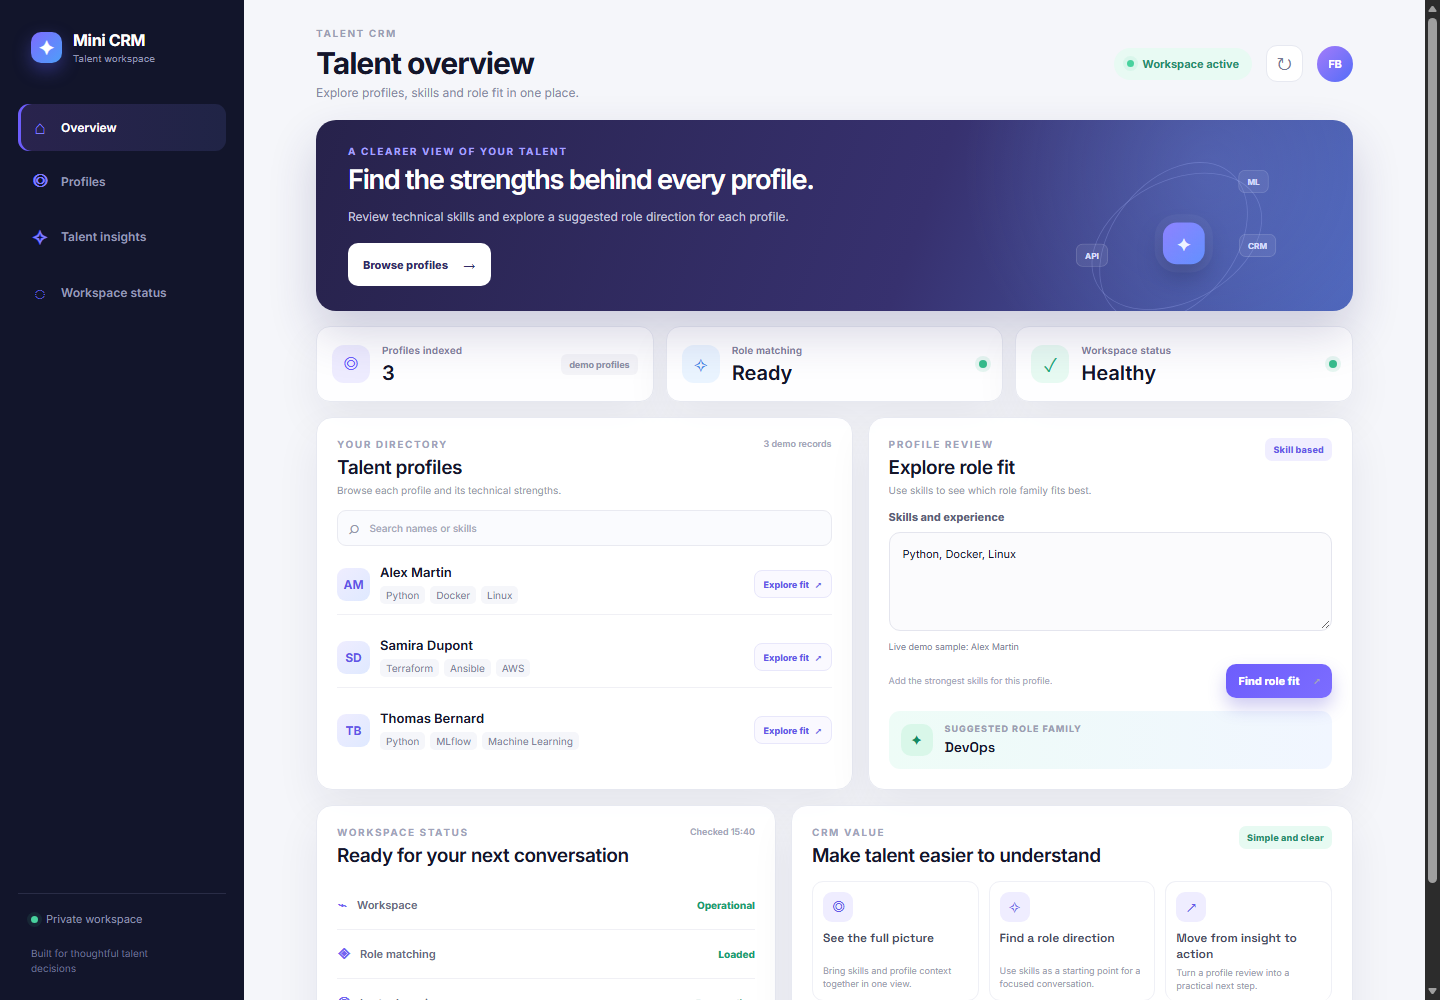 Mini CRM
Talent workspace
Overview
Profiles
Talent insights
Workspace status
Private workspace
Built for thoughtful talent
decisions
TALENT CRM
Talent overview
Explore profiles, skills and role fit in one place.
Workspace active
FB
A CLEARER VIEW OF YOUR TALENT
Find the strengths behind every profile.
Review technical skills and explore a suggested role direction for each profile.
Browse profiles →
ML
API
CRM
Profiles indexed
3
demo profiles
Role matching
Ready
Workspace status
Healthy
YOUR DIRECTORY
3 demo records
Talent profiles
Browse each profile and its technical strengths.
Search names or skills
AM
Alex Martin
Python Docker Linux
Explore fit ↗
SD
Samira Dupont
Terraform Ansible AWS
Explore fit ↗
TB
Thomas Bernard
Python MLflow Machine Learning
Explore fit ↗
PROFILE REVIEW
Skill based
Explore role fit
Use skills to see which role family fits best.
Skills and experience
Python, Docker, Linux
Live demo sample: Alex Martin
Add the strongest skills for this profile.
Find role fit ↗
SUGGESTED ROLE FAMILY
DevOps
WORKSPACE STATUS
Checked 15:40
Ready for your next conversation
Workspace
Operational
Role matching
Loaded
CRM VALUE
Simple and clear
Make talent easier to understand
See the full picture
Bring skills and profile context
together in one view.
Find a role direction
Use skills as a starting point for a
focused conversation.
Move from insight to
action
Turn a profile review into a
practical next step.